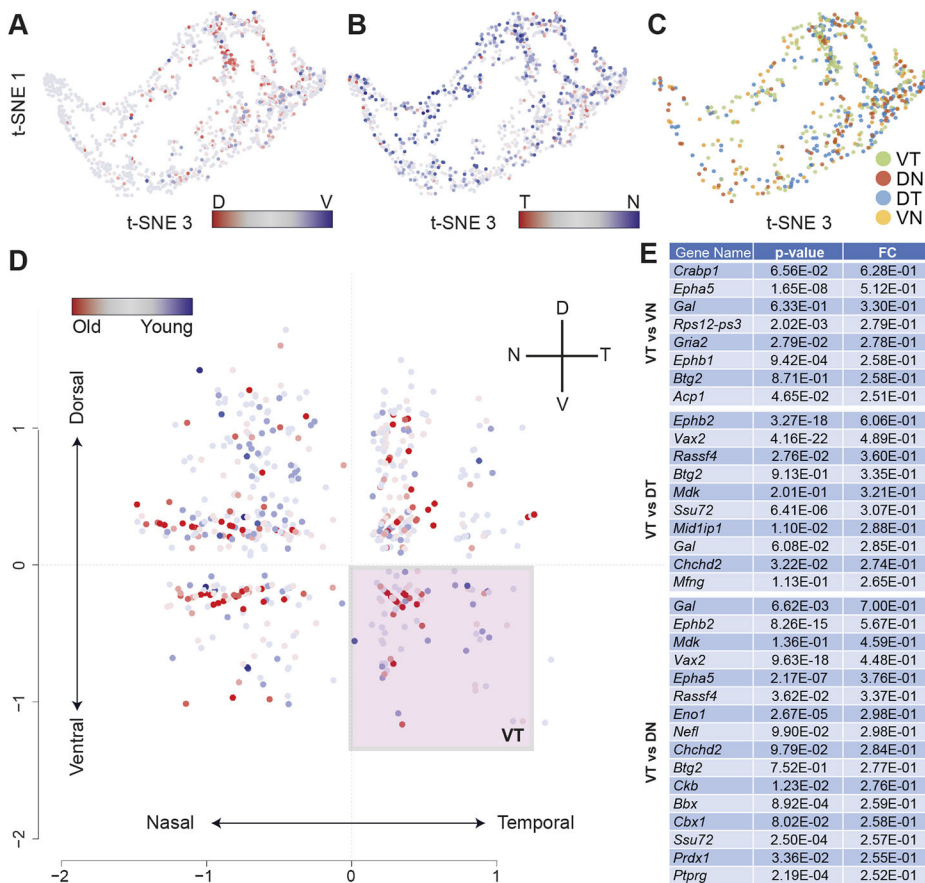 A
B
C
t-SNE 1
D V
t-SNE 3
T N
t-SNE 3
t-SNE 3
VT
DN
DT
VN
D
Old Young
D
N T
V
Dorsal
Ventral
1
0
−1
−2
VT
Nasal Temporal
−2 −1 0 1
E
Gene Name p-value FC
VT vs VN
Crabp1 6.56E-02 6.28E-01
Epha5 1.65E-08 5.12E-01
Gal 6.33E-01 3.30E-01
Rps12-ps3 2.02E-03 2.79E-01
Gria2 2.79E-02 2.78E-01
Ephb1 9.42E-04 2.58E-01
Btg2 8.71E-01 2.58E-01
Acp1 4.65E-02 2.51E-01
VT vs DT
Ephb2 3.27E-18 6.06E-01
Vax2 4.16E-22 4.89E-01
Rassf4 2.76E-02 3.60E-01
Btg2 9.13E-01 3.35E-01
Mdk 2.01E-01 3.21E-01
Ssu72 6.41E-06 3.07E-01
Mid1ip1 1.10E-02 2.88E-01
Gal 6.08E-02 2.85E-01
Chchd2 3.22E-02 2.74E-01
Mfng 1.13E-01 2.65E-01
VT vs DN
Gal 6.62E-03 7.00E-01
Ephb2 8.26E-15 5.67E-01
Mdk 1.36E-01 4.59E-01
Vax2 9.63E-18 4.48E-01
Epha5 2.17E-07 3.76E-01
Rassf4 3.62E-02 3.37E-01
Eno1 2.67E-05 2.98E-01
Nefl 9.90E-02 2.98E-01
Chchd2 9.79E-02 2.84E-01
Btg2 7.52E-01 2.77E-01
Ckb 1.23E-02 2.76E-01
Bbx 8.92E-04 2.59E-01
Cbx1 8.02E-02 2.58E-01
Ssu72 2.50E-04 2.57E-01
Prdx1 3.36E-02 2.55E-01
Ptprg 2.19E-04 2.52E-01